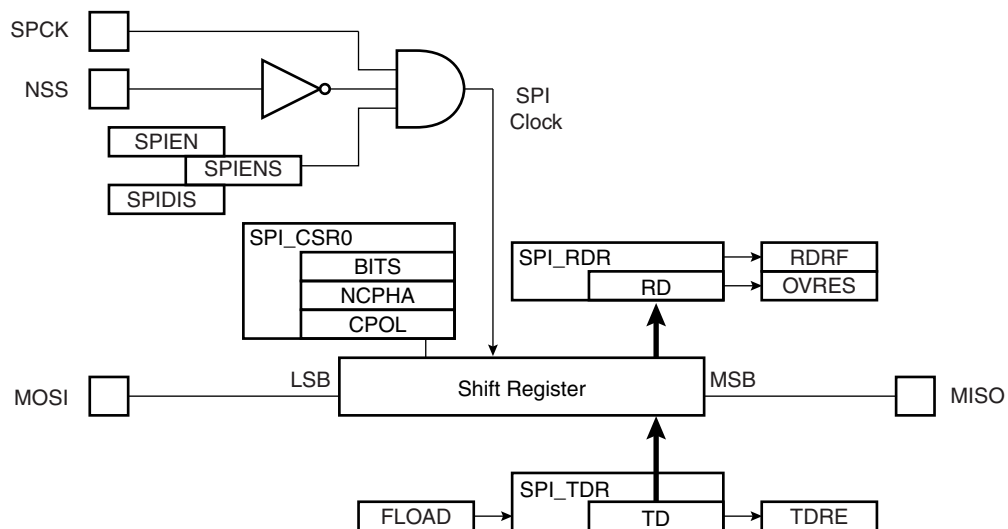 SPCK
NSS
SPI
Clock
SPIEN
SPIENS
SPIDIS
SPI_CSR0
BITS
NCPHA
CPOL
SPI_RDR
RD
RDRF
OVRES
MOSI
LSB
Shift Register
MSB
MISO
SPI_TDR
FLOAD
TD
TDRE